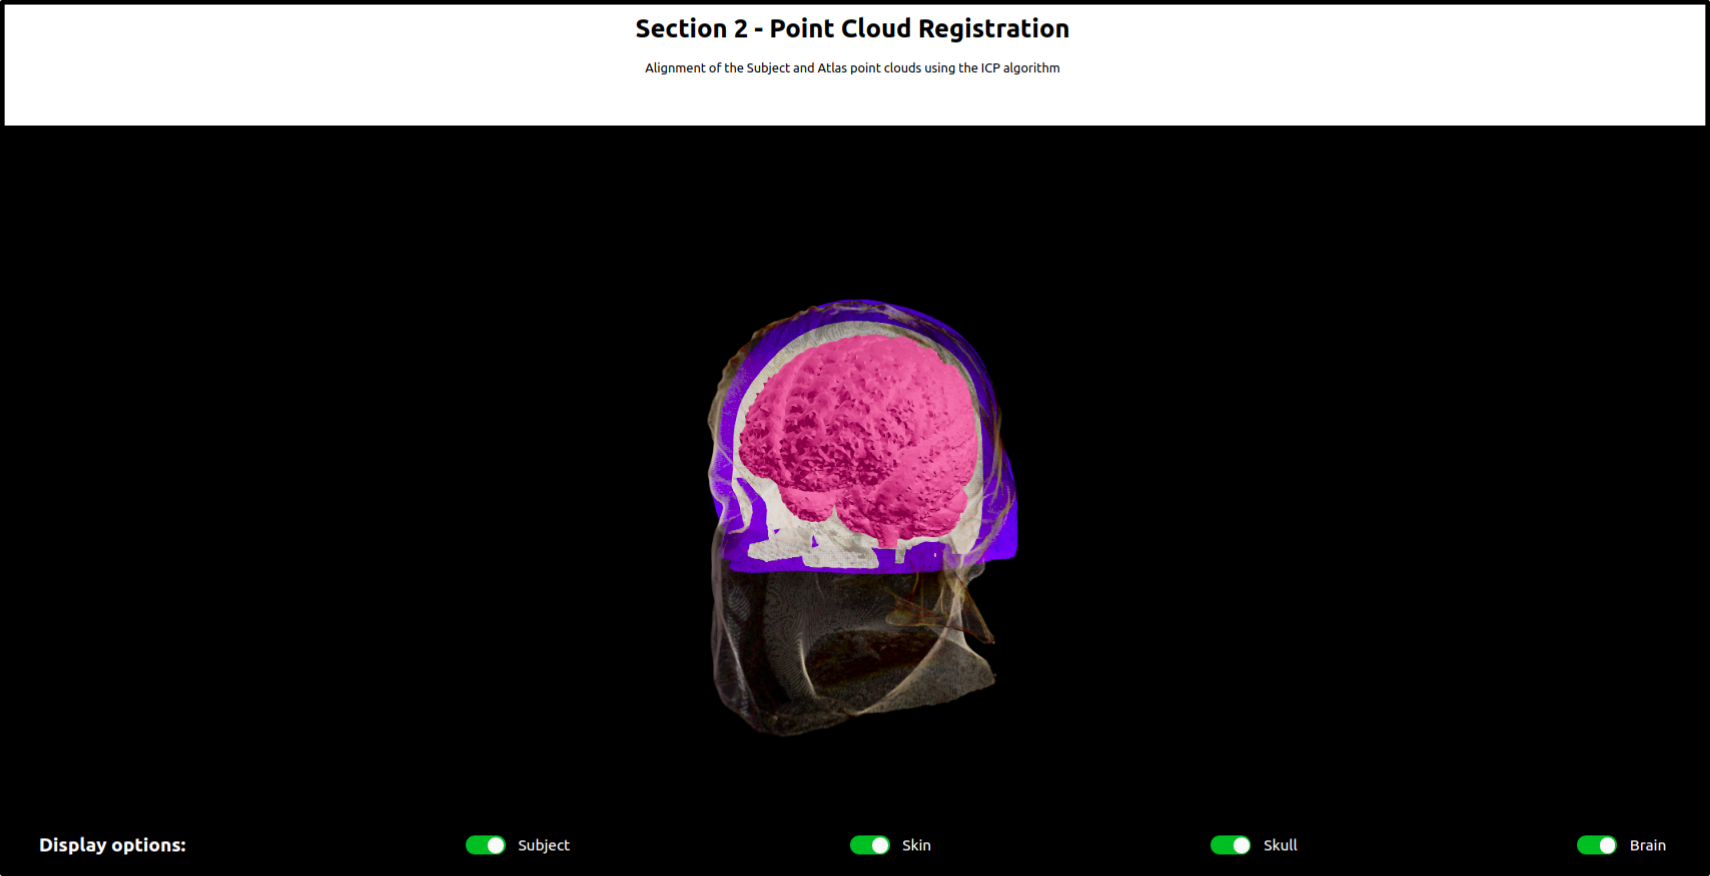 Section 2 - Point Cloud Registration
Alignment of the Subject and Atlas point clouds using the ICP algorithm
Display options:
Subject
Skin
Skull
Brain